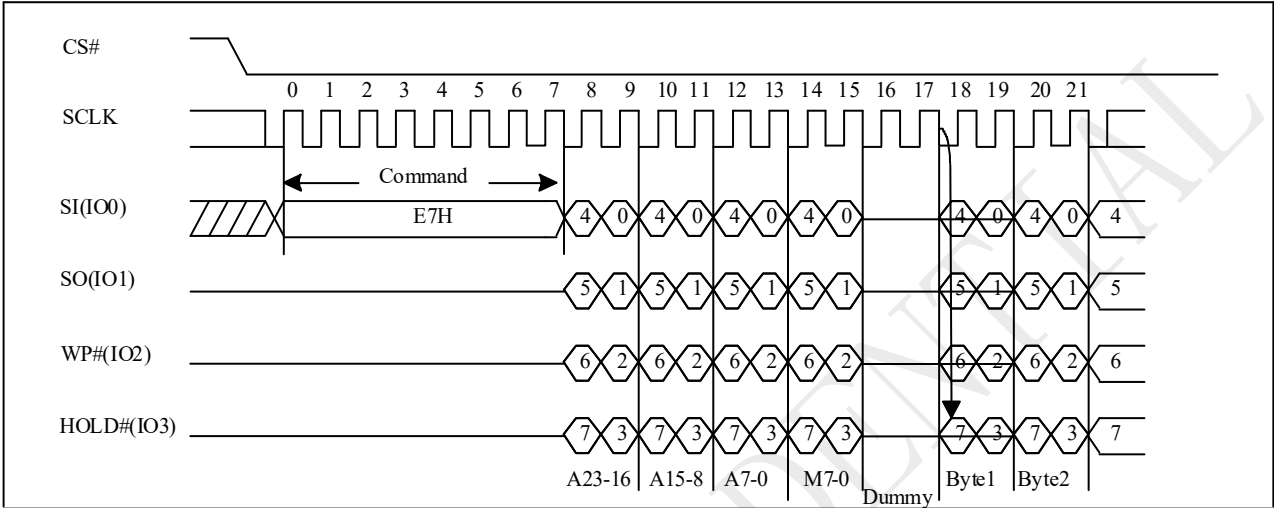 CS#
0 1 2 3 4 5 6 7 8 9 10 11 12 13 14 15 16 17 18 19 20 21
SCLK
Command
SI(IO0) E7H 4 0 4 0 4 0 4 0 4 0 4 0 4
SO(IO1) 5 1 5 1 5 1 5 1 5 1 5 1 5
WP#(IO2) 6 2 6 2 6 2 6 2 6 2 6 2 6
HOLD#(IO3) 7 3 7 3 7 3 7 3 7 3 7 3 7
A23-16 A15-8 A7-0 M7-0 Byte1 Byte2
Dummy
DENTIAL